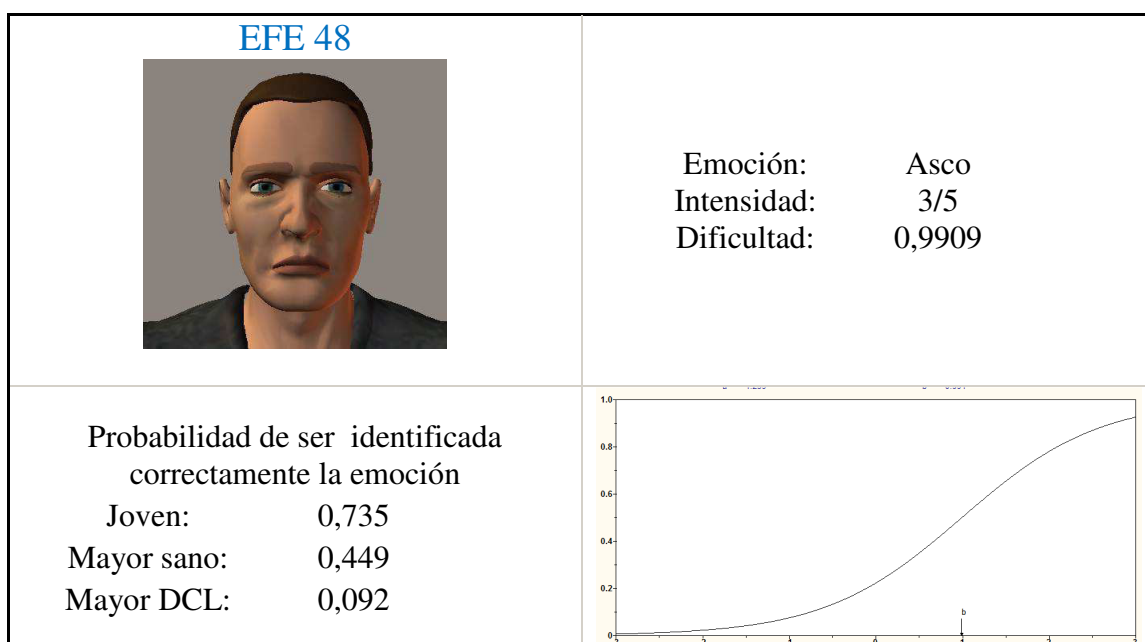 EFE 48
Emoción: Asco
Intensidad: 3/5
Dificultad: 0,9909
Probabilidad de ser identificada
correctamente la emoción
Joven: 0,735
Mayor sano: 0,449
Mayor DCL: 0,092
1.0
0.8
0.6
0.4
0.2
0
b